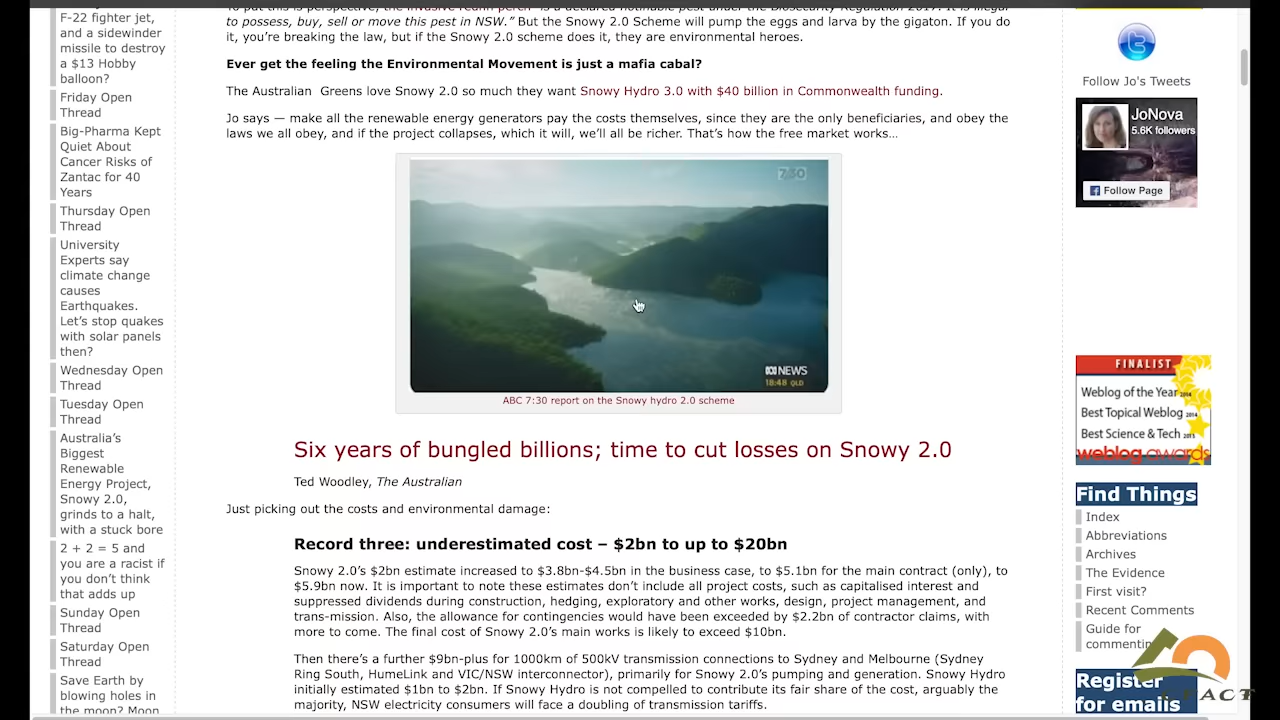 F-22 fighter jet,
and a sidewinder
missile to destroy
a $13 Hobby
balloon?
Friday Open
Thread
Big-Pharma Kept
Quiet About
Cancer Risks of
Zantac for 40
Years
Thursday Open
Thread
University
Experts say
climate change
causes
Earthquakes.
Let's stop quakes
with solar panels
then?
Wednesday Open
Thread
Tuesday Open
Thread
Australia's
Biggest
Renewable
Energy Project,
Snowy 2.0,
grinds to a halt,
with a stuck bore
2 + 2 = 5 and
you are a racist if
you don't think
that adds up
Sunday Open
Thread
Saturday Open
Thread
Save Earth by
blowing holes in
the moon? Moon
to possess, buy, sell or move this pest in NSW." But the Snowy 2.0 Scheme will pump the eggs and larva by the gigaton. If you do
it, you're breaking the law, but if the Snowy 2.0 scheme does it, they are environmental heroes.
Ever get the feeling the Environmental Movement is just a mafia cabal?
The Australian Greens love Snowy 2.0 so much they want Snowy Hydro 3.0 with $40 billion in Commonwealth funding.
Jo says — make all the renewable energy generators pay the costs themselves, since they are the only beneficiaries, and obey the
laws we all obey, and if the project collapses, which it will, we'll all be richer. That's how the free market works…
7.30
NEWS
18:48 QLD
ABC 7:30 report on the Snowy hydro 2.0 scheme
Six years of bungled billions; time to cut losses on Snowy 2.0
Ted Woodley, The Australian
Just picking out the costs and environmental damage:
Record three: underestimated cost – $2bn to up to $20bn
Snowy 2.0's $2bn estimate increased to $3.8bn-$4.5bn in the business case, to $5.1bn for the main contract (only), to
$5.9bn now. It is important to note these estimates don't include all project costs, such as capitalised interest and
suppressed dividends during construction, hedging, exploratory and other works, design, project management, and
trans-mission. Also, the allowance for contingencies would have been exceeded by $2.2bn of contractor claims, with
more to come. The final cost of Snowy 2.0's main works is likely to exceed $10bn.
Then there's a further $9bn-plus for 1000km of 500kV transmission connections to Sydney and Melbourne (Sydney
Ring South, HumeLink and VIC/NSW interconnector), primarily for Snowy 2.0's pumping and generation. Snowy Hydro
initially estimated $1bn to $2bn. If Snowy Hydro is not compelled to contribute its fair share of the cost, arguably the
majority, NSW electricity consumers will face a doubling of transmission tariffs.
Follow Jo's Tweets
JoNova
5.6K followers
Follow Page
FINALIST
Weblog of the Year 2014
Best Topical Weblog 2014
Best Science & Tech
weblog awards
Find Things
Index
Abbreviations
Archives
The Evidence
First visit?
Recent Comments
Guide for
Register
for emails